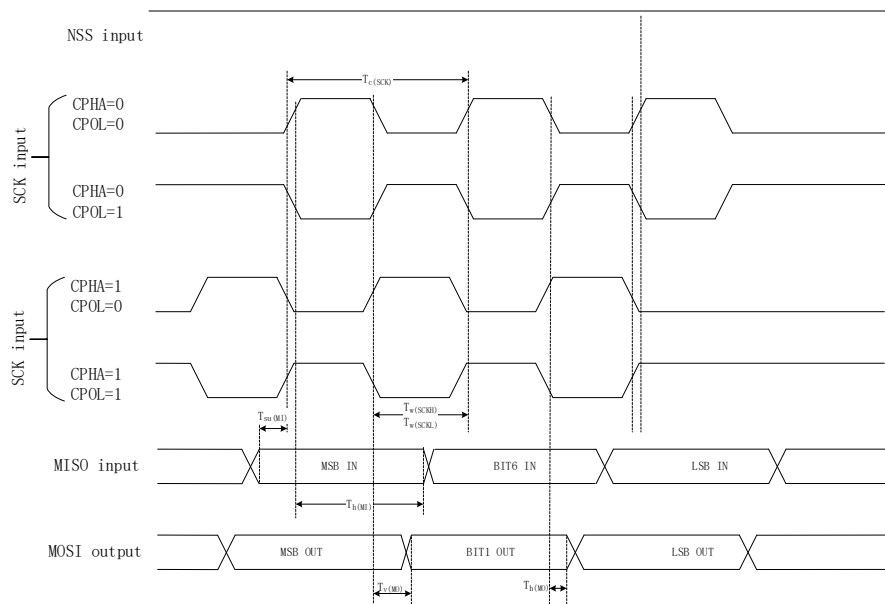 NSS input
Tc(SCK)
CPHA=0
CPOL=0
SCK input
CPHA=0
CPOL=1
CPHA=1
CPOL=0
SCK input
CPHA=1
CPOL=1
Tsu(MI)
Tw(SCKH)
Tw(SCKL)
MISO input
MSB IN
BIT6 IN
LSB IN
Th(MI)
MOSI output
MSB OUT
BIT1 OUT
LSB OUT
Tv(MO)
Th(MO)